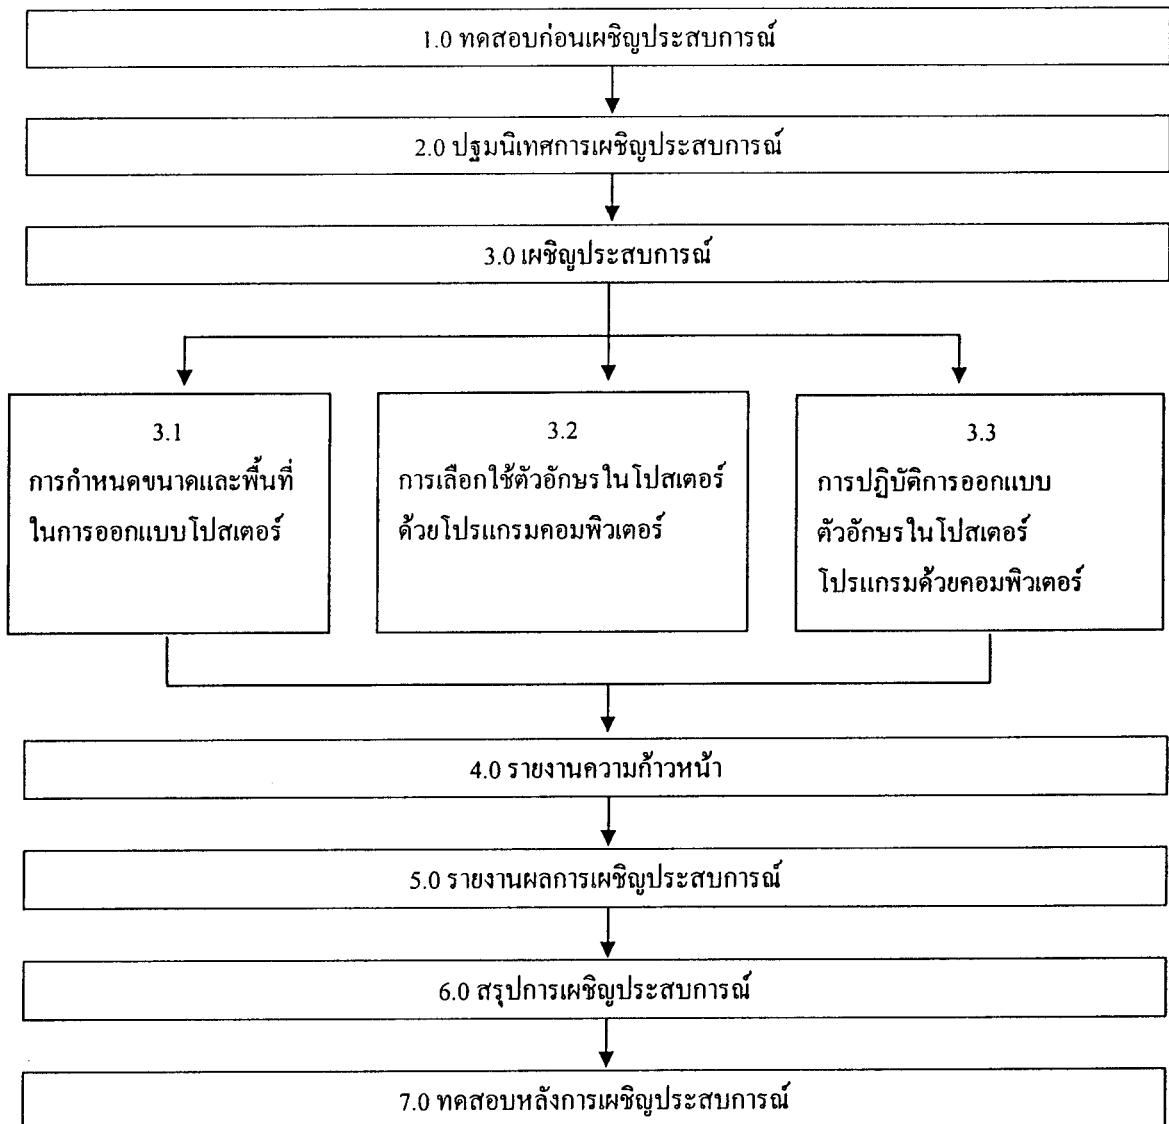 1.0 ทดสอบก่อนเผชิญประสบการณ์
2.0 ปฐมนิเทศการเผชิญประสบการณ์
3.0 เผชิญประสบการณ์
3.1
การกำหนดขนาดและพื้นที่
ในการออกแบบโปสเตอร์
3.2
การเลือกใช้ตัวอักษรในโปสเตอร์
ด้วยโปรแกรมคอมพิวเตอร์
3.3
การปฏิบัติการออกแบบ
ตัวอักษรในโปสเตอร์
โปรแกรมด้วยคอมพิวเตอร์
4.0 รายงานความก้าวหน้า
5.0 รายงานผลการเผชิญประสบการณ์
6.0 สรุปการเผชิญประสบการณ์
7.0 ทดสอบหลังการเผชิญประสบการณ์